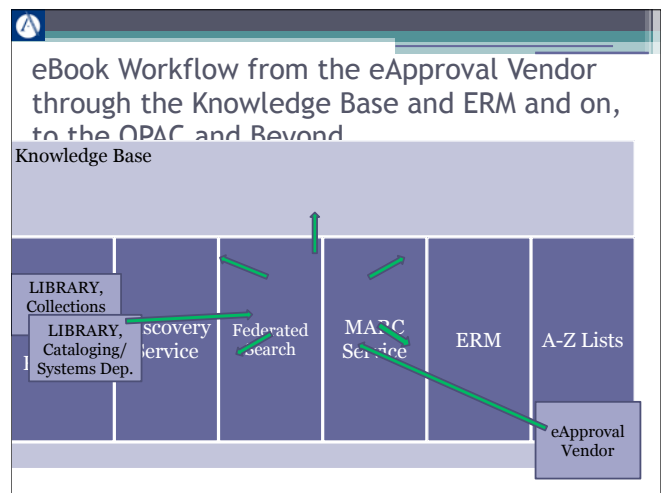 eBook Workflow from the eApproval Vendor
through the Knowledge Base and ERM and on,
to the OPAC and Beyond
Knowledge Base
LIBRARY,
Collections
LIBRARY,
Cataloging/
Systems Dep.
Service
Federated
Search
MARC
Service
ERM
A-Z Lists
eApproval
Vendor